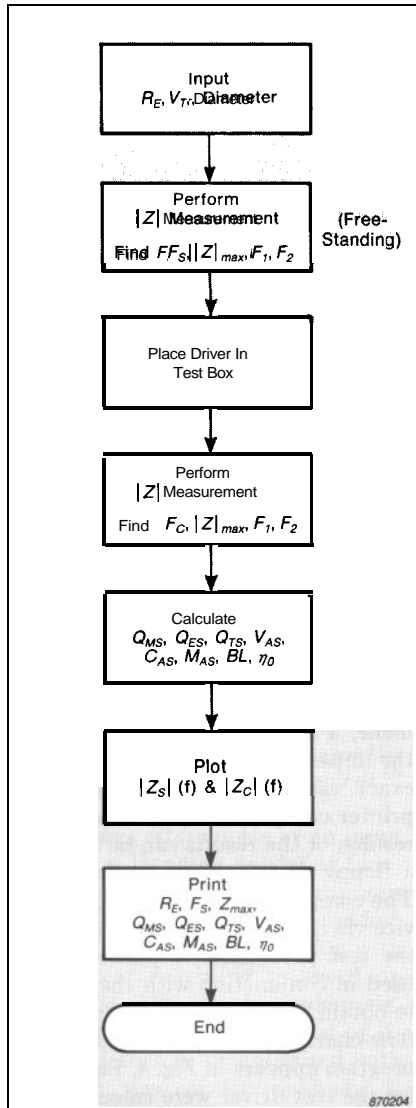 Input
R_E, V_T, Diameter
Perform
|Z| Measurement
(Free-
Standing)
Find F_S, |Z|_max, F_1, F_2
Place Driver In
Test Box
Perform
|Z| Measurement
Find F_C, |Z|_max, F_1, F_2
Calculate
Q_MS, Q_ES, Q_TS, V_AS,
C_AS, M_AS, BL, η_0
Plot
|Z_S| (f) & |Z_C| (f)
Print
R_E, F_S, Z_max,
Q_MS, Q_ES, Q_TS, V_AS,
C_AS, M_AS, BL, η_0
End
870204